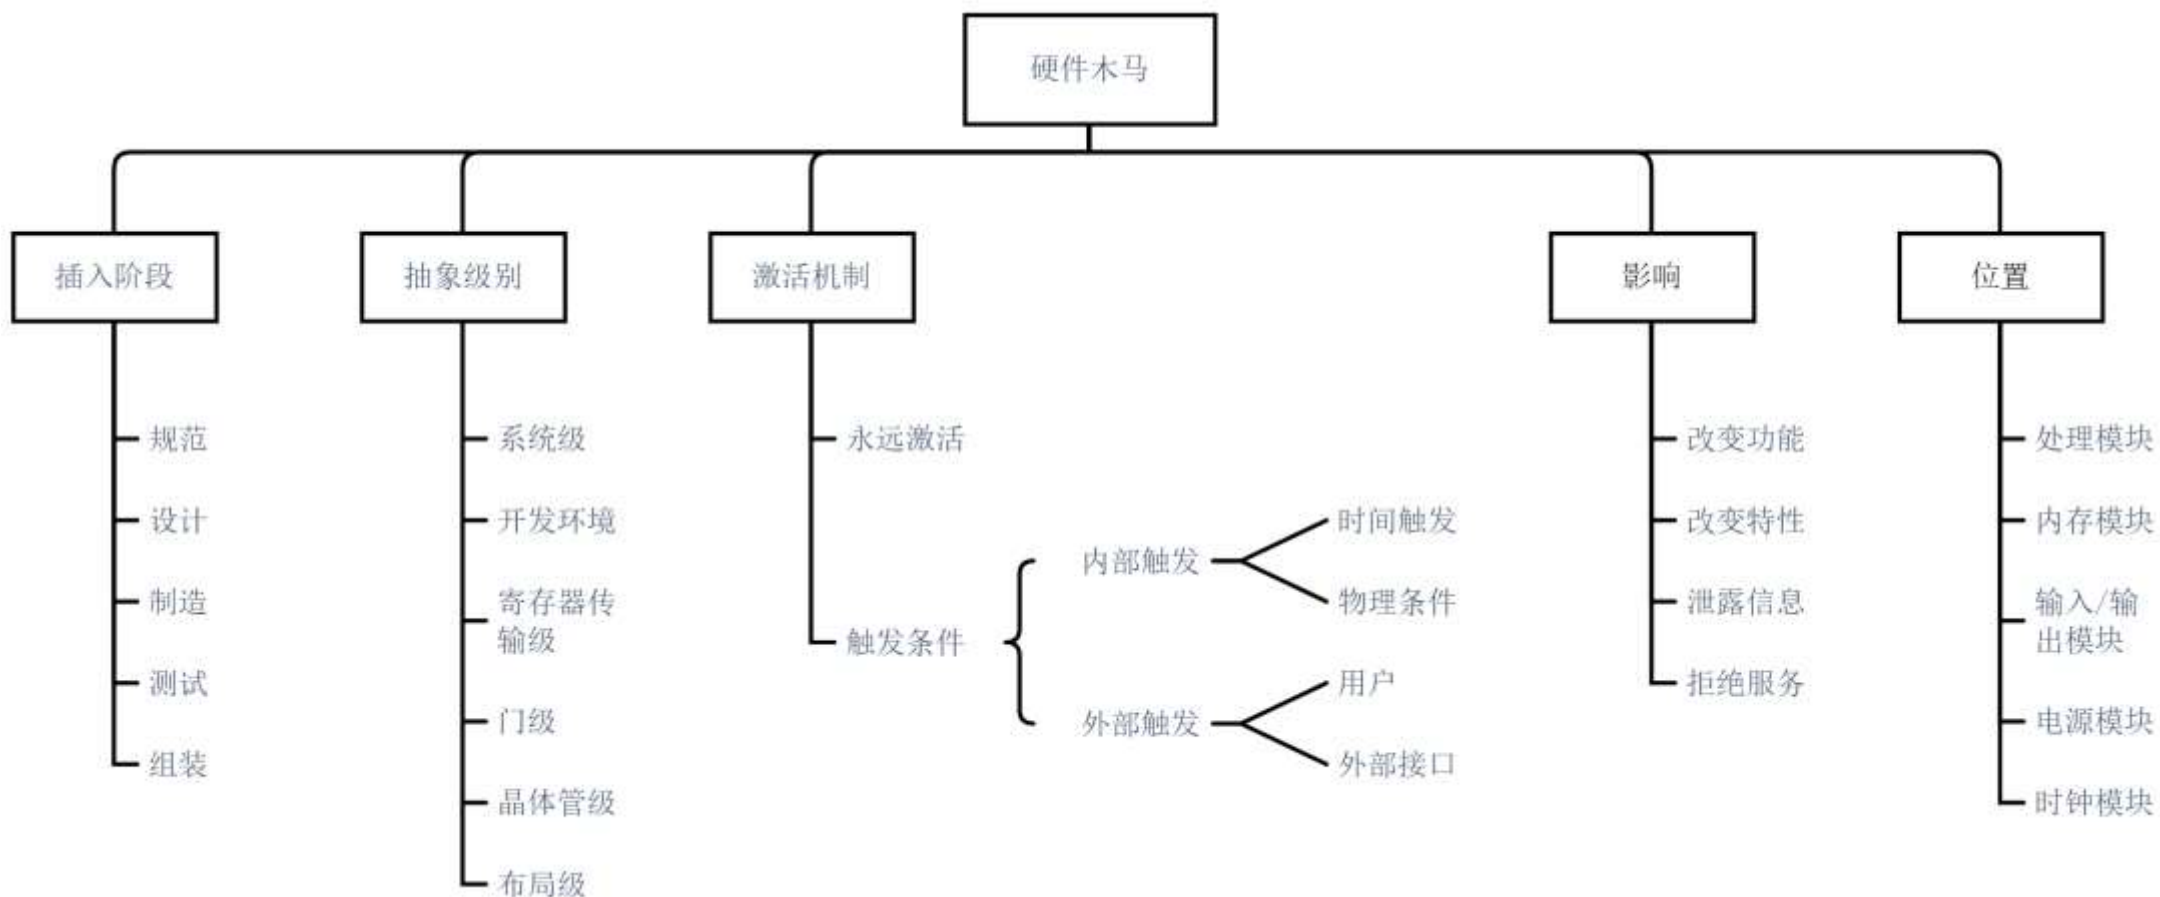 硬件木马
插入阶段
抽象级别
激活机制
影响
位置
规范
设计
制造
测试
组装
系统级
开发环境
寄存器传
输级
门级
晶体管级
布局级
永远激活
触发条件
内部触发
时间触发
物理条件
外部触发
用户
外部接口
改变功能
改变特性
泄露信息
拒绝服务
处理模块
内存模块
输入/输
出模块
电源模块
时钟模块